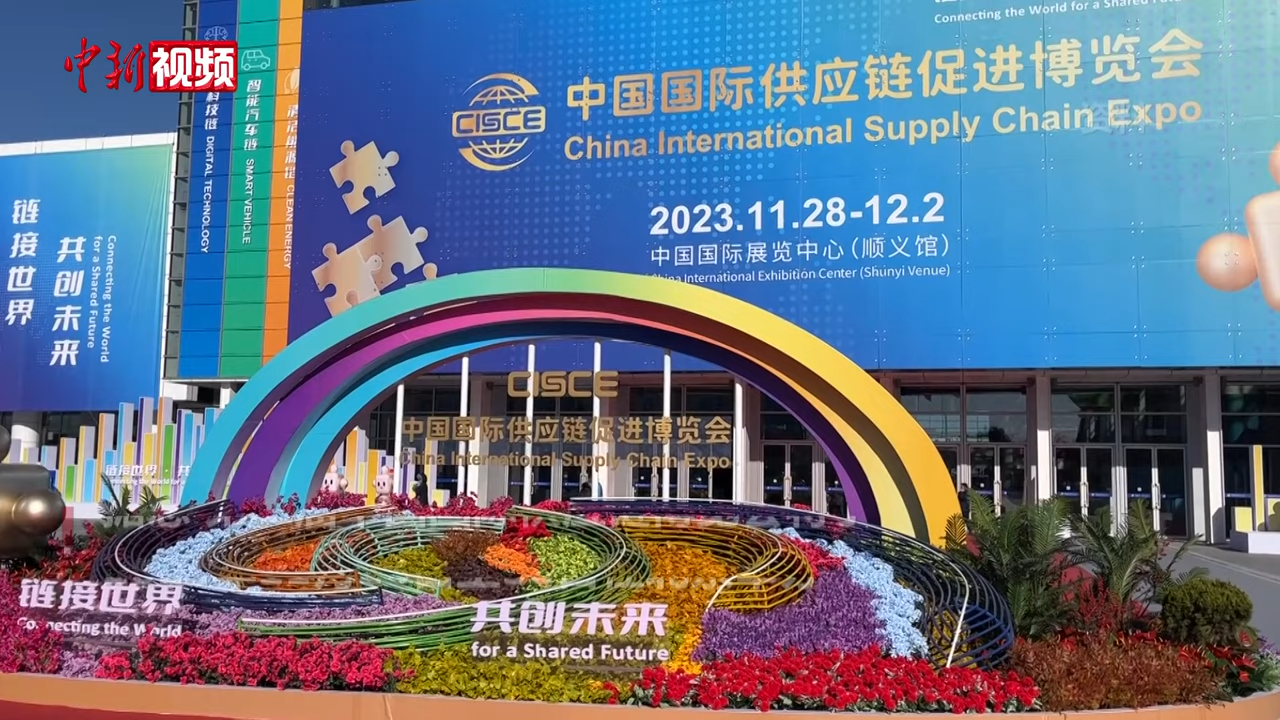 中新视频
Connecting the World for a Shared Future
中国国际供应链促进博览会
China International Supply Chain Expo
CISCE
2023.11.28-12.2
中国国际展览中心（顺义馆）
China International Exhibition Center (Shunyi Venue)
科技链 DIGITAL TECHNOLOGY
智能汽车链 SMART VEHICLE
清洁能源链 CLEAN ENERGY
链接世界
共创未来
Connecting the World
for a Shared Future
CISCE
中国国际供应链促进博览会
China International Supply Chain Expo
链接世界
Connecting the World
共创未来
for a Shared Future